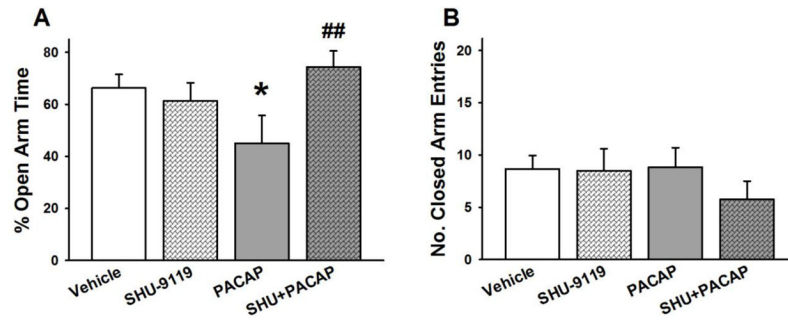 A
% Open Arm Time
80
60
40
20
0
*
##
Vehicle
SHU-9119
PACAP
SHU+PACAP
B
No. Closed Arm Entries
20
15
10
5
0
Vehicle
SHU-9119
PACAP
SHU+PACAP